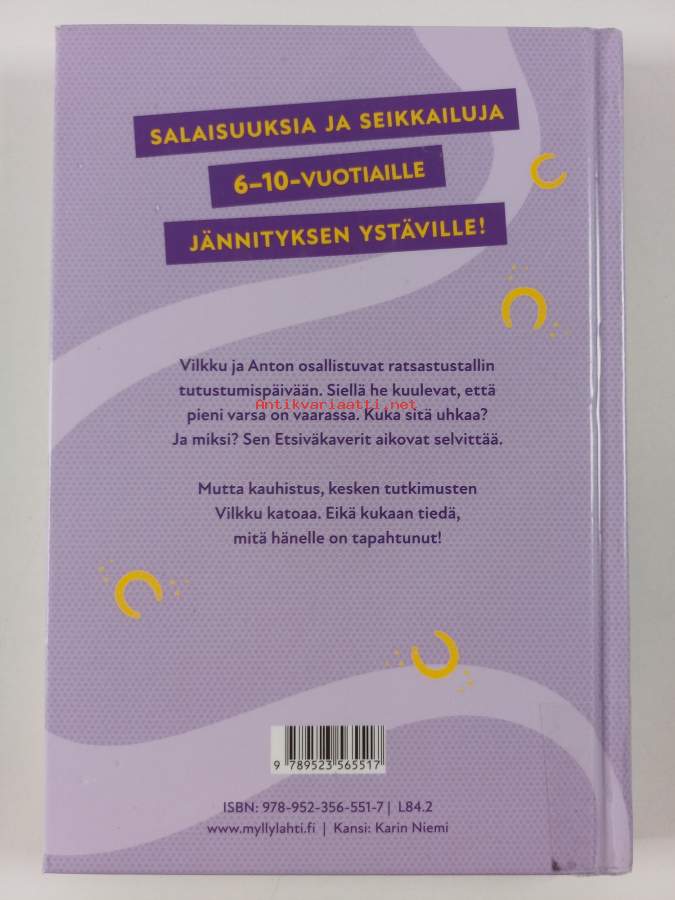 SALAISUUKSIA JA SEIKKAILUJA
6–10-VUOTIAILLE
JÄNNITYKSEN YSTÄVILLE!
Vilkku ja Anton osallistuvat ratsastustallin
tutustumispäivään. Siellä he kuulevat, että
Antikvariaatti.net
pieni varsa on vaarassa. Kuka sitä uhkaa?
Ja miksi? Sen Etsiväkaverit aikovat selvittää.
Mutta kauhistus, kesken tutkimusten
Vilkku katoaa. Eikä kukaan tiedä,
mitä hänelle on tapahtunut!
9 789523 565517
ISBN: 978-952-356-551-7 | L84.2
www.myllylahti.fi | Kansi: Karin Niemi